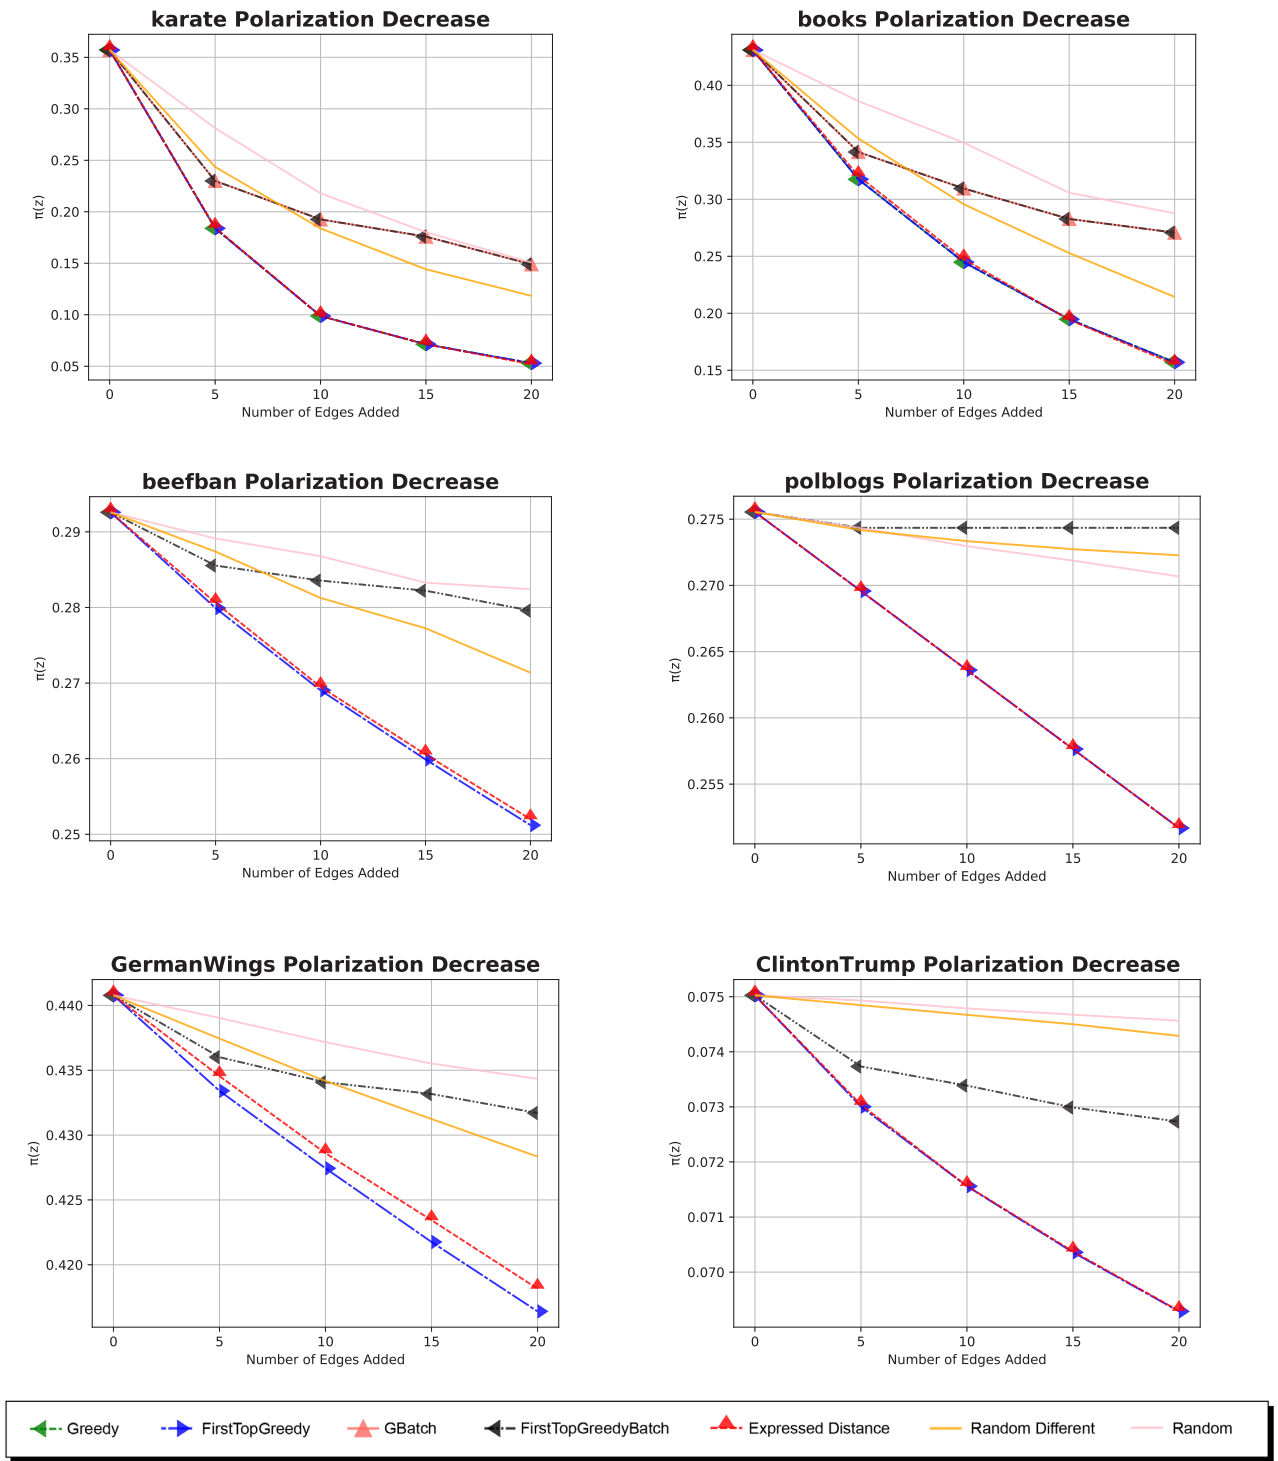 karate Polarization Decrease
0.35
0.30
0.25
0.20
0.15
0.10
0.05
π(z)
0 5 10 15 20
Number of Edges Added
books Polarization Decrease
0.40
0.35
0.30
0.25
0.20
0.15
π(z)
0 5 10 15 20
Number of Edges Added
beefban Polarization Decrease
0.29
0.28
0.27
0.26
0.25
π(z)
0 5 10 15 20
Number of Edges Added
polblogs Polarization Decrease
0.275
0.270
0.265
0.260
0.255
π(z)
0 5 10 15 20
Number of Edges Added
GermanWings Polarization Decrease
0.440
0.435
0.430
0.425
0.420
π(z)
0 5 10 15 20
Number of Edges Added
ClintonTrump Polarization Decrease
0.075
0.074
0.073
0.072
0.071
0.070
π(z)
0 5 10 15 20
Number of Edges Added
Greedy FirstTopGreedy GBatch FirstTopGreedyBatch Expressed Distance Random Different Random